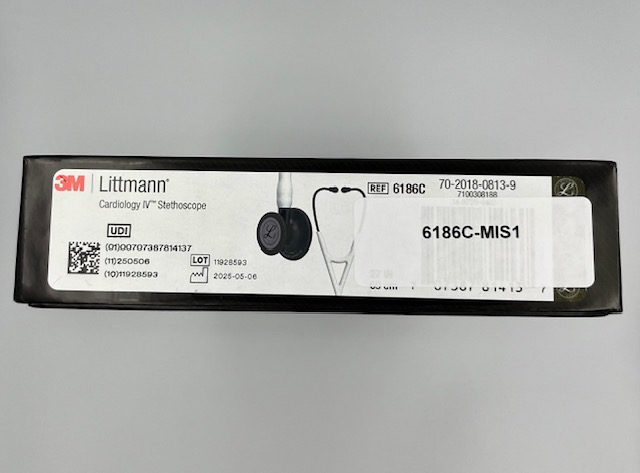 3M Littmann®
Cardiology IV™ Stethoscope
UDI
(01)00707387814137
(11)250506
(10)11928593
LOT 11928593
2025-05-06
REF 6186C
70-2018-0813-9
7100308188
6186C-MIS1
L